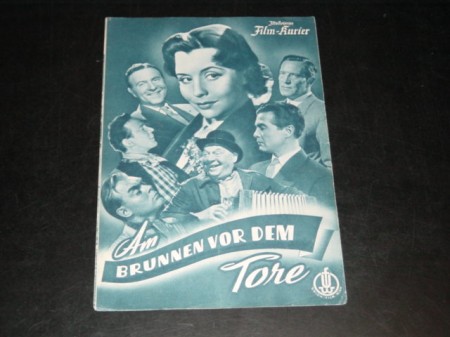 Illustrierter
Film-Kurier
Am
BRUNNEN VOR DEM
Tore